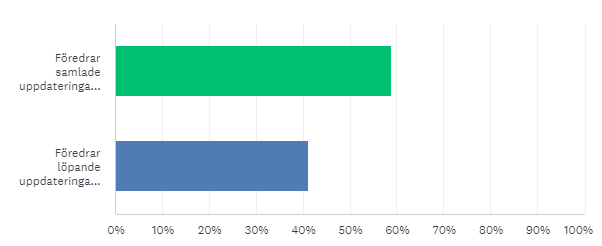 Föredrar
samlade
uppdateringa...
Föredrar
löpande
uppdateringa...
0% 10% 20% 30% 40% 50% 60% 70% 80% 90% 100%